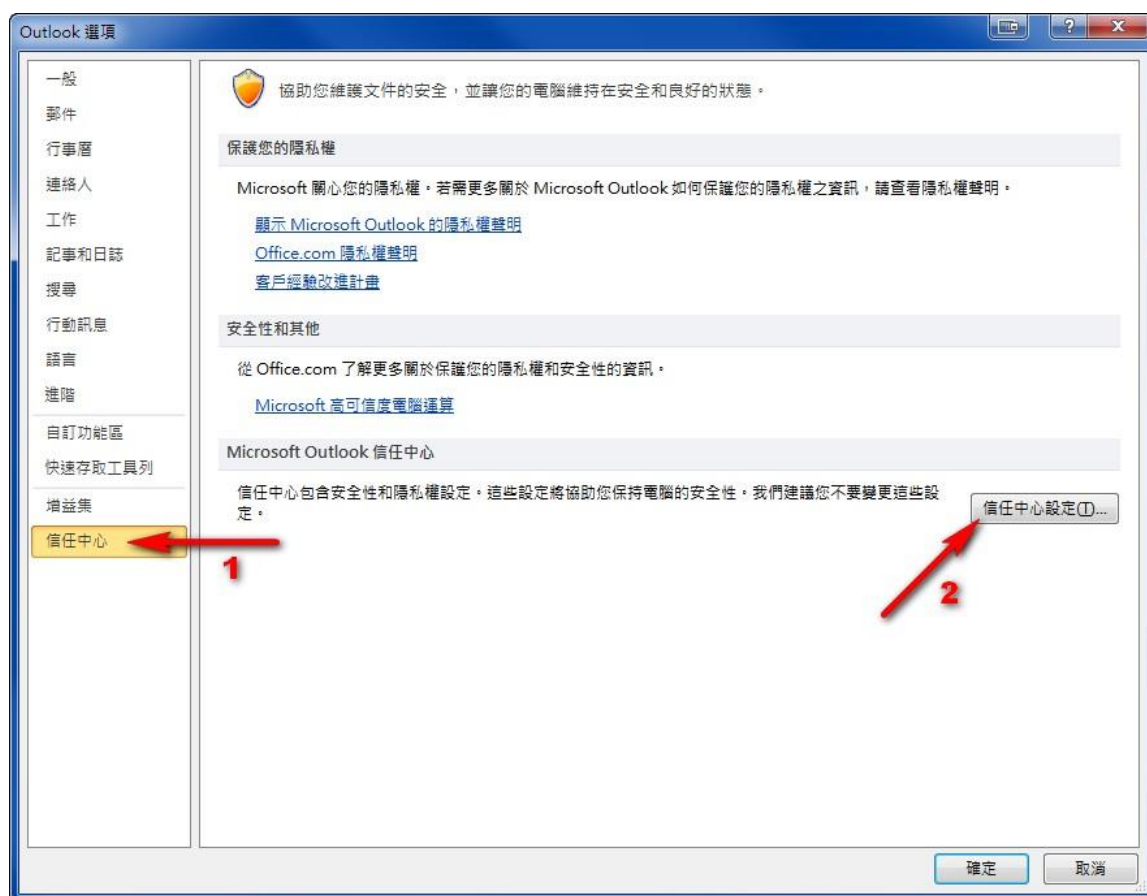 Outlook 選項
一般
郵件
行事曆
連絡人
工作
記事和日誌
搜尋
行動訊息
語言
進階
自訂功能區
快速存取工具列
增益集
信任中心
1
協助您維護文件的安全，並讓您的電腦維持在安全和良好的狀態。
保護您的隱私權
Microsoft 關心您的隱私權。若需更多關於 Microsoft Outlook 如何保護您的隱私權之資訊，請查看隱私權聲明。
顯示 Microsoft Outlook 的隱私權聲明
Office.com 隱私權聲明
客戶經驗改進計畫
安全性和其他
從 Office.com 了解更多關於保護您的隱私權和安全性的資訊。
Microsoft 高可信度電腦運算
Microsoft Outlook 信任中心
信任中心包含安全性和隱私權設定。這些設定將協助您保持電腦的安全性。我們建議您不要變更這些設
定。
信任中心設定(T)...
2
確定
取消